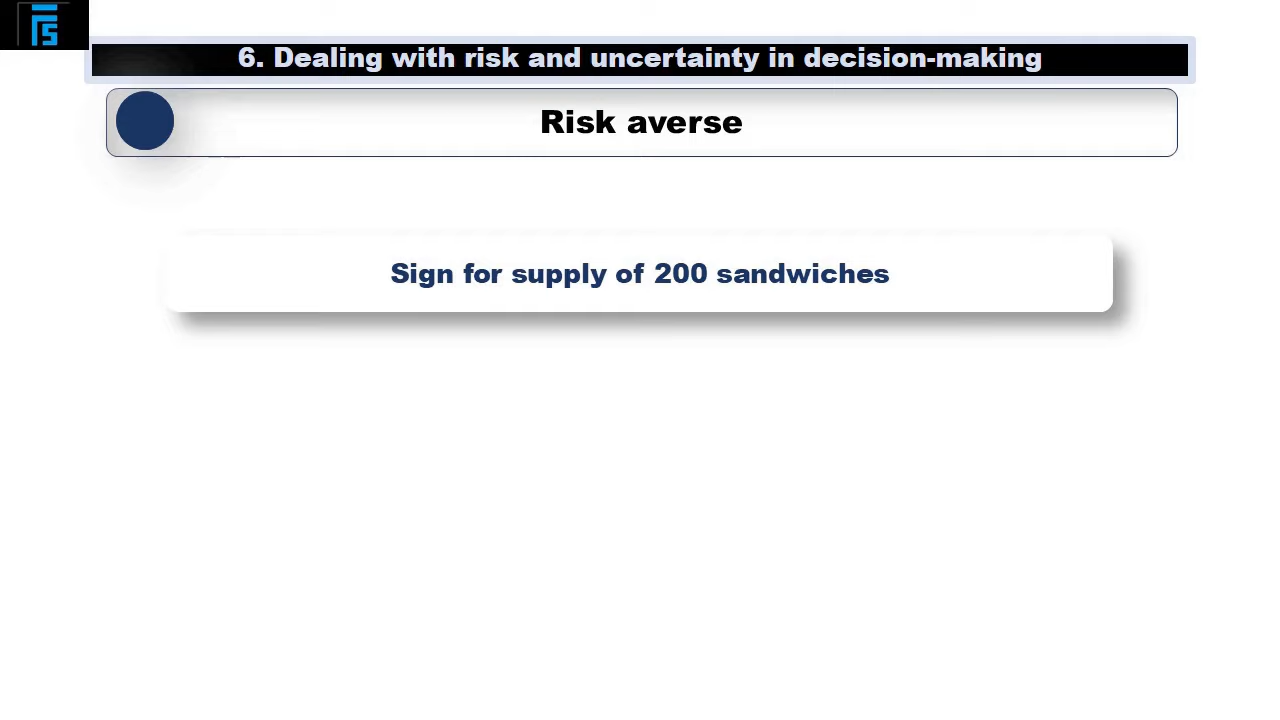 6. Dealing with risk and uncertainty in decision-making
Risk averse
Sign for supply of 200 sandwiches